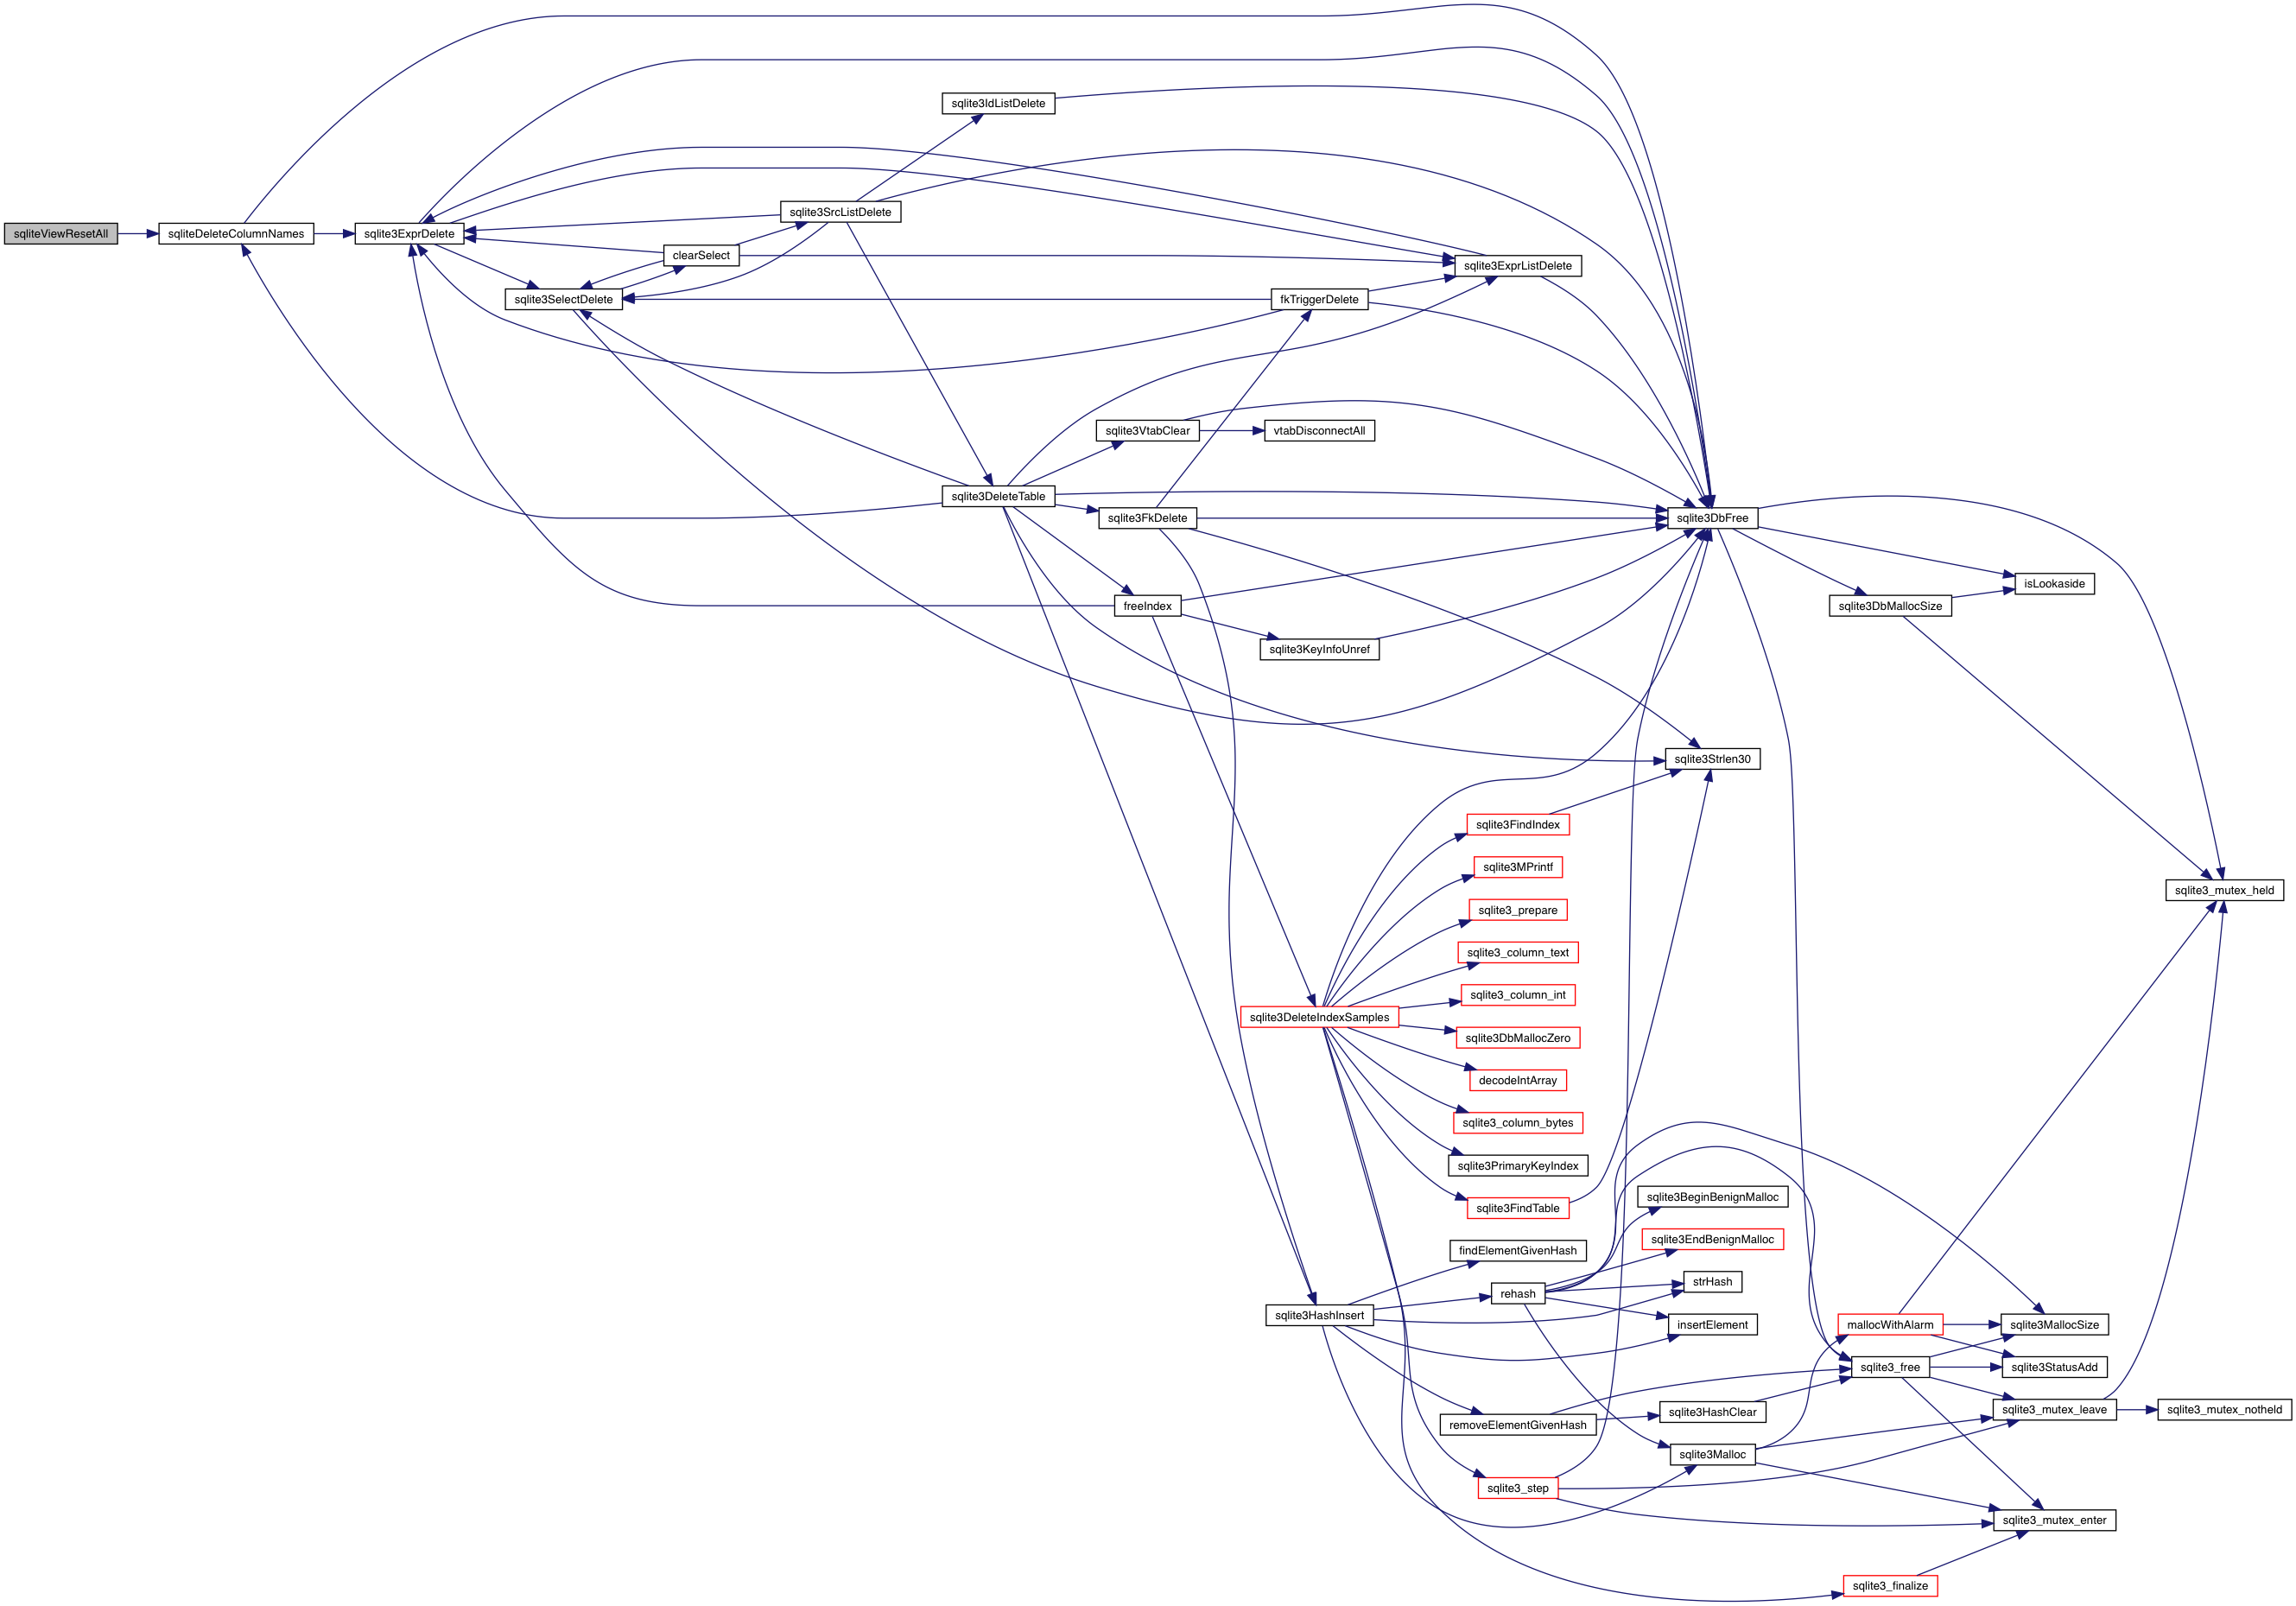 sqliteViewResetAll
sqliteDeleteColumnNames
sqlite3ExprDelete
sqlite3SelectDelete
clearSelect
sqlite3SrcListDelete
sqlite3IdListDelete
sqlite3ExprListDelete
fkTriggerDelete
sqlite3VtabClear
vtabDisconnectAll
sqlite3DeleteTable
sqlite3FkDelete
sqlite3DbFree
isLookaside
sqlite3DbMallocSize
freeIndex
sqlite3KeyInfoUnref
sqlite3Strlen30
sqlite3FindIndex
sqlite3MPrintf
sqlite3_mutex_held
sqlite3_prepare
sqlite3_column_text
sqlite3_column_int
sqlite3DeleteIndexSamples
sqlite3DbMallocZero
decodeIntArray
sqlite3_column_bytes
sqlite3PrimaryKeyIndex
sqlite3FindTable
sqlite3BeginBenignMalloc
sqlite3EndBenignMalloc
findElementGivenHash
strHash
rehash
sqlite3HashInsert
insertElement
mallocWithAlarm
sqlite3MallocSize
sqlite3_free
sqlite3StatusAdd
sqlite3HashClear
sqlite3_mutex_leave
sqlite3_mutex_notheld
removeElementGivenHash
sqlite3Malloc
sqlite3_step
sqlite3_mutex_enter
sqlite3_finalize